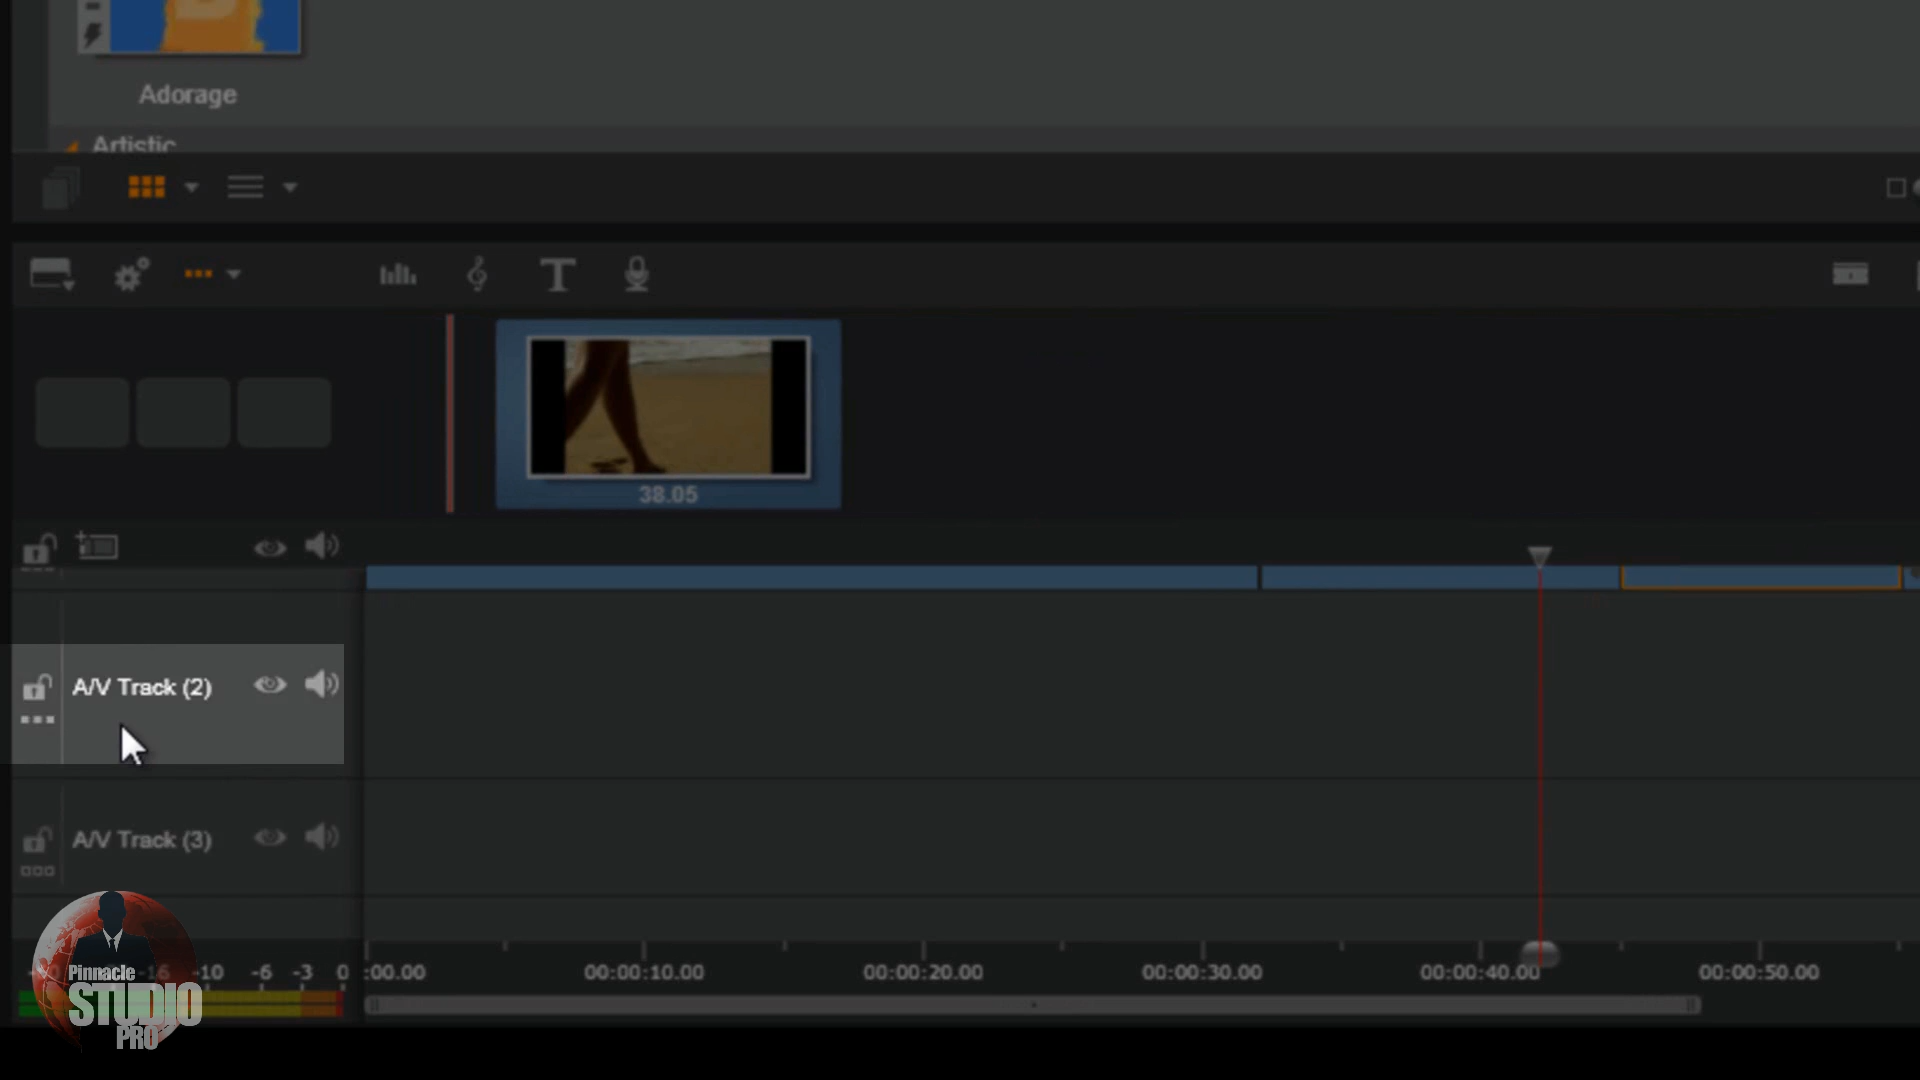 Adorage
Artistic
38.05
A/V Track (2)
A/V Track (3)
-16 -10 -6 -3 0
:00.00 00:00:10.00 00:00:20.00 00:00:30.00 00:00:40.00 00:00:50.00
Pinnacle
STUDIO
PRO